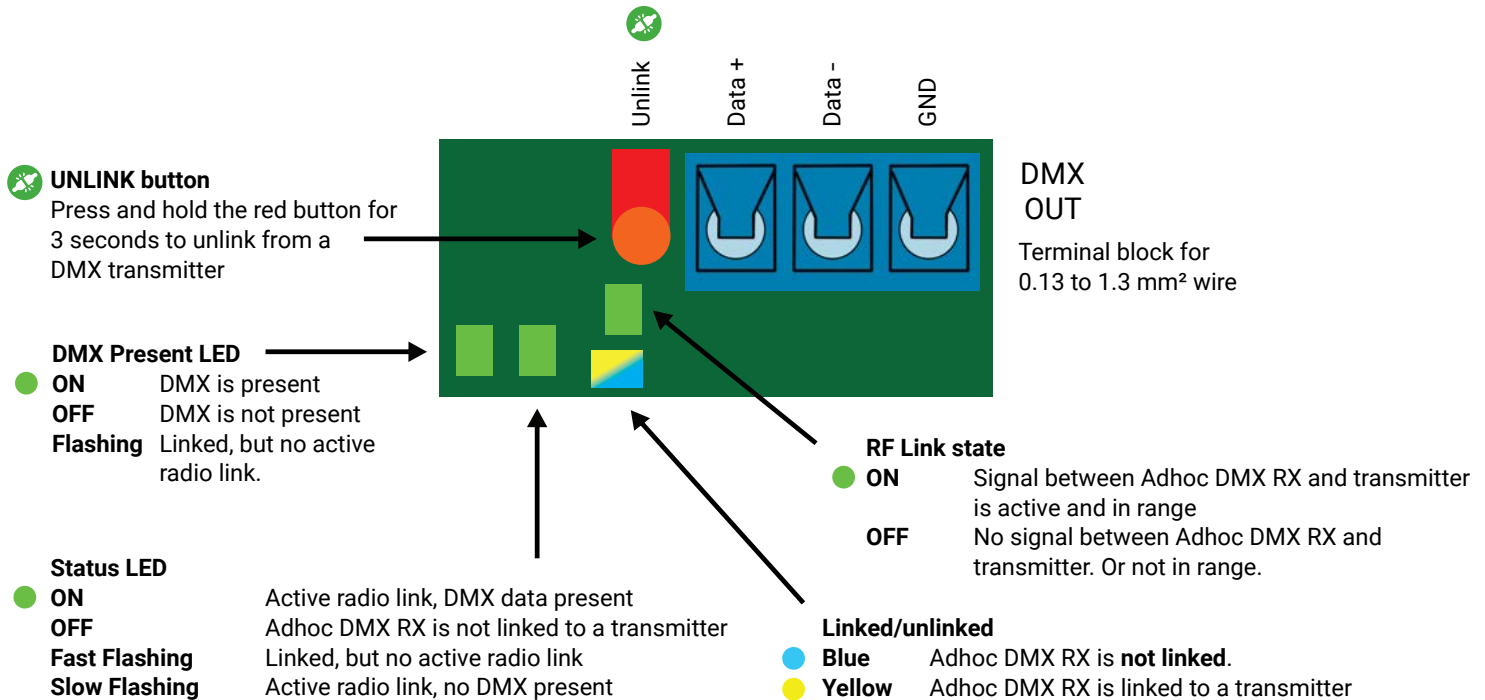 Unlink
Data +
Data -
GND
UNLINK button
Press and hold the red button for
3 seconds to unlink from a
DMX transmitter
DMX
OUT
Terminal block for
0.13 to 1.3 mm² wire
DMX Present LED
ON DMX is present
OFF DMX is not present
Flashing Linked, but no active
radio link.
RF Link state
ON Signal between Adhoc DMX RX and transmitter
is active and in range
OFF No signal between Adhoc DMX RX and
transmitter. Or not in range.
Status LED
ON Active radio link, DMX data present
OFF Adhoc DMX RX is not linked to a transmitter
Fast Flashing Linked, but no active radio link
Slow Flashing Active radio link, no DMX present
Linked/unlinked
Blue Adhoc DMX RX is not linked.
Yellow Adhoc DMX RX is linked to a transmitter